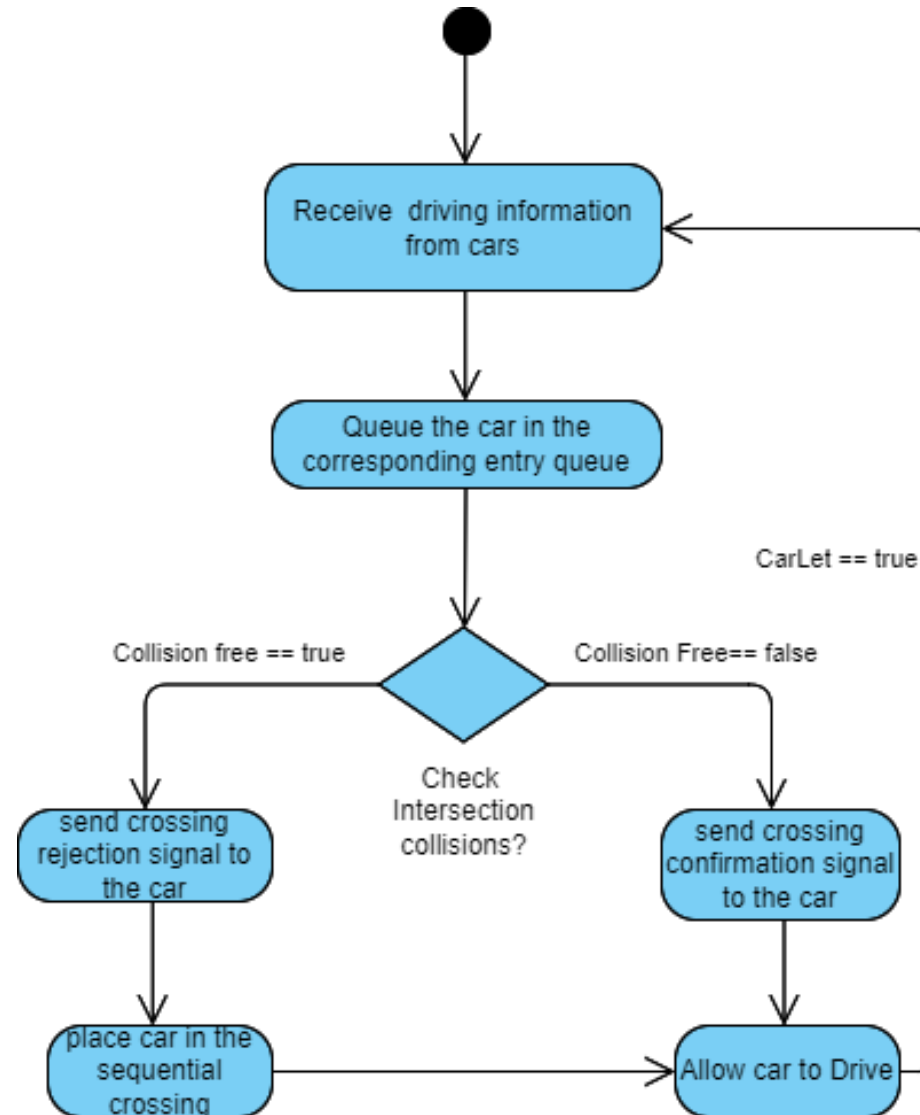 Receive driving information
from cars
Queue the car in the
corresponding entry queue
CarLet == true
Collision free == true
Collision Free== false
Check
Intersection
collisions?
send crossing
rejection signal to
the car
send crossing
confirmation signal
to the car
place car in the
sequential
crossing
Allow car to Drive